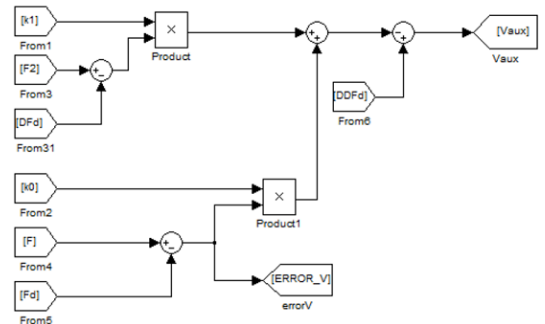 [k1]
From1
[F2]
From3
[DFd]
From31
×
Product
[DDFd]
From6
[Vaux]
Vaux
[k0]
From2
×
Product1
[F]
From4
[Fd]
From5
[ERROR_V]
errorV